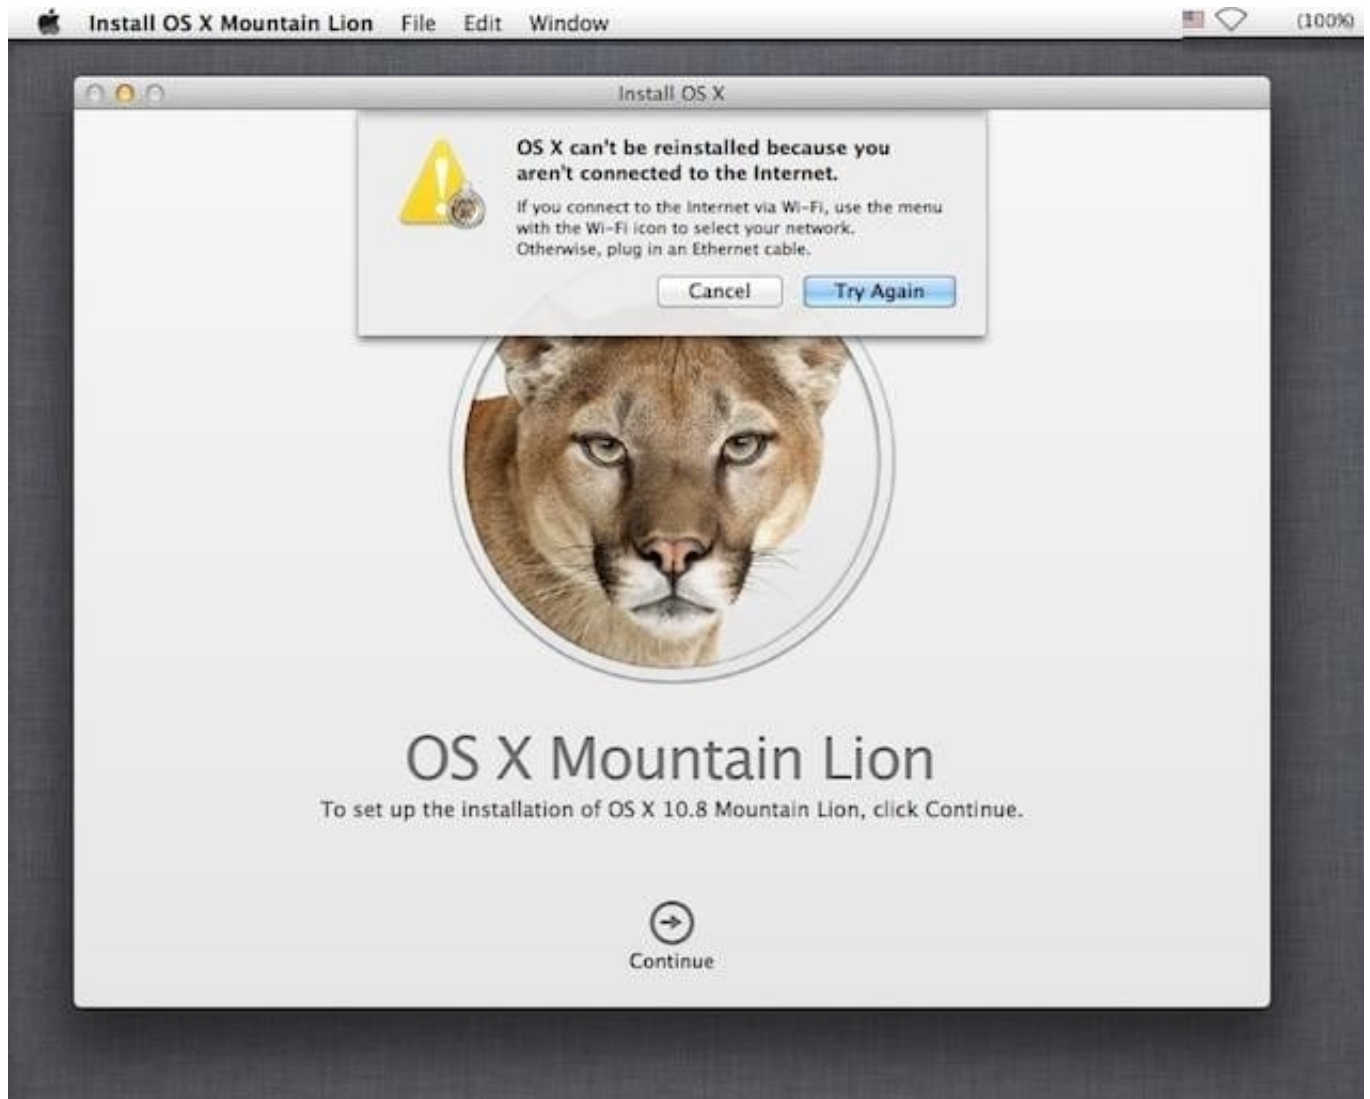 Install OS X Mountain Lion File Edit Window (100%)
Install OS X
OS X can't be reinstalled because you
aren't connected to the Internet.
If you connect to the Internet via Wi-Fi, use the menu
with the Wi-Fi icon to select your network.
Otherwise, plug in an Ethernet cable.
Cancel Try Again
OS X Mountain Lion
To set up the installation of OS X 10.8 Mountain Lion, click Continue.
Continue